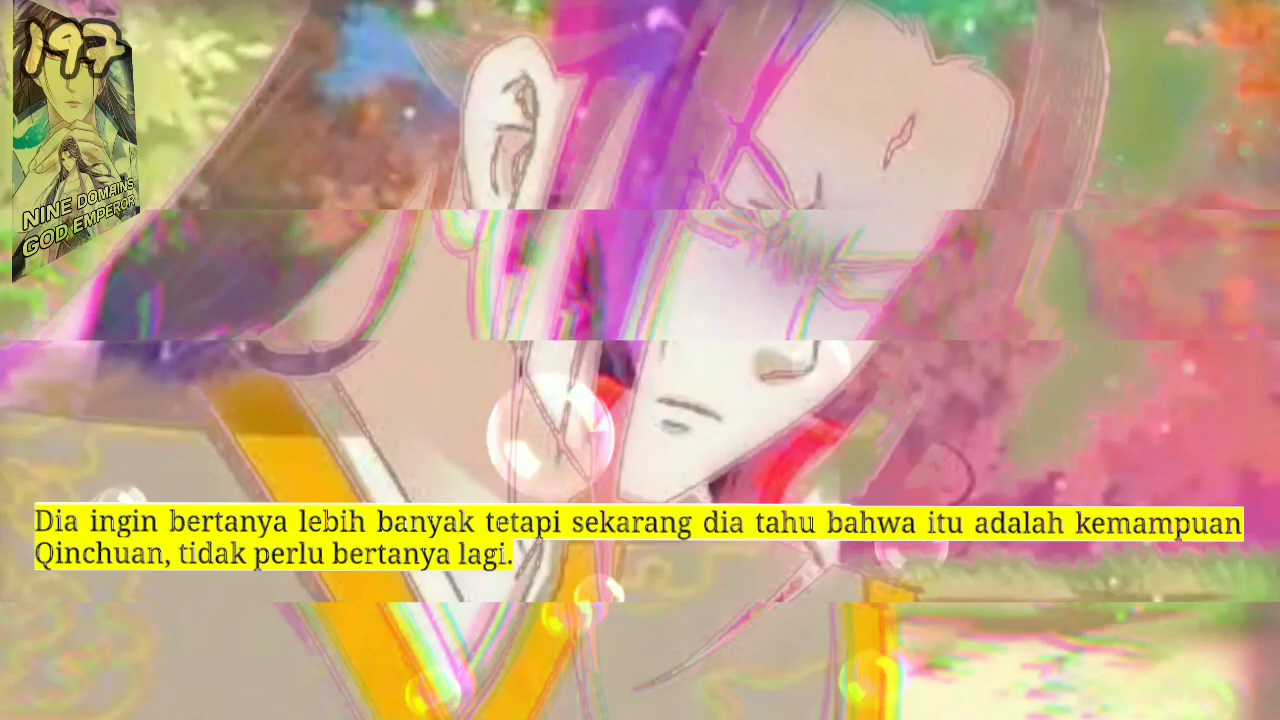 197
NINE DOMAINS
GOD EMPEROR
Dia ingin bertanya lebih banyak tetapi sekarang dia tahu bahwa itu adalah kemampuan
Qinchuan, tidak perlu bertanya lagi.